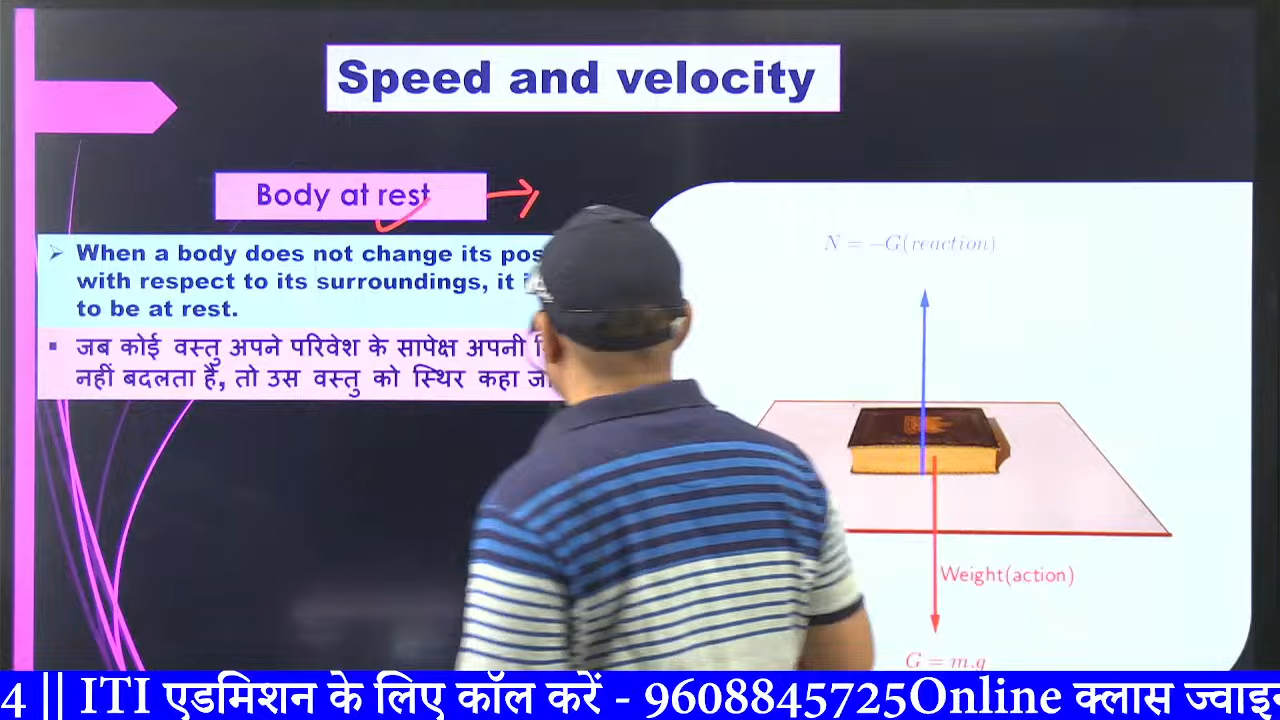 Speed and velocity
Body at rest
When a body does not change its
with respect to its surroundings, it
to be at rest.
जब कोई वस्तु अपने परिवेश के सापेक्ष अपनी
नहीं बदलता है, तो उस वस्तु को स्थिर कहा
N = −G(reaction)
Weight(action)
G = m.g
4 || ITI एडमिशन के लिए कॉल करें - 9608845725Online क्लास